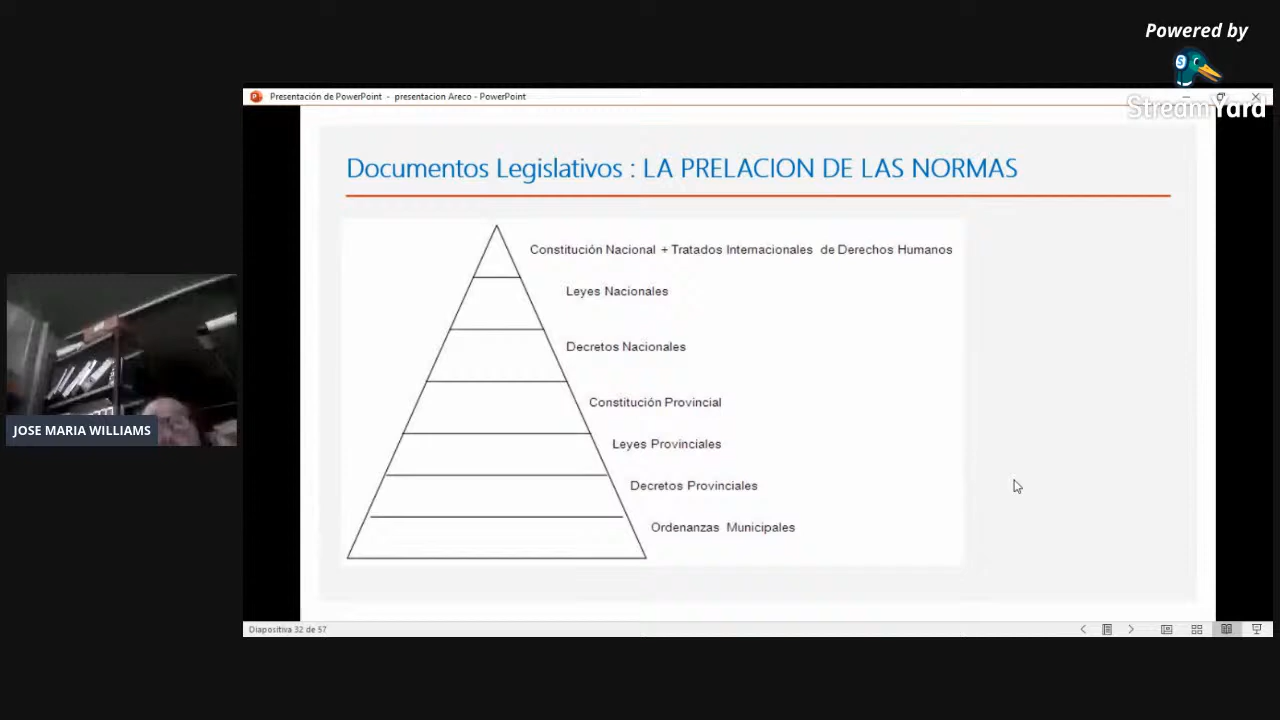 Powered by
StreamYard
Presentación de PowerPoint - presentacion Areco - PowerPoint
Documentos Legislativos : LA PRELACION DE LAS NORMAS
Constitución Nacional + Tratados Internacionales de Derechos Humanos
Leyes Nacionales
Decretos Nacionales
Constitución Provincial
Leyes Provinciales
Decretos Provinciales
Ordenanzas Municipales
JOSE MARIA WILLIAMS
Diapositiva 32 de 57